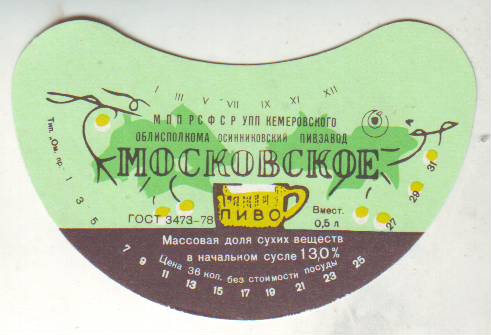 I III V VII IX XI XII
МПП РСФСР УПП КЕМЕРОВСКОГО
ОБЛИСПОЛКОМА ОСИННИКОВСКИЙ ПИВЗАВОД
МОСКОВСКОЕ
ПИВО
ГОСТ 3473-78
Вмест.
0,5 л
Тип. „Ом. пр.
Массовая доля сухих веществ
в начальном сусле 13,0%
Цена 36 коп. без стоимости посуды
1 3 5 7 9 11 13 15 17 19 21 23 25 27 29 31